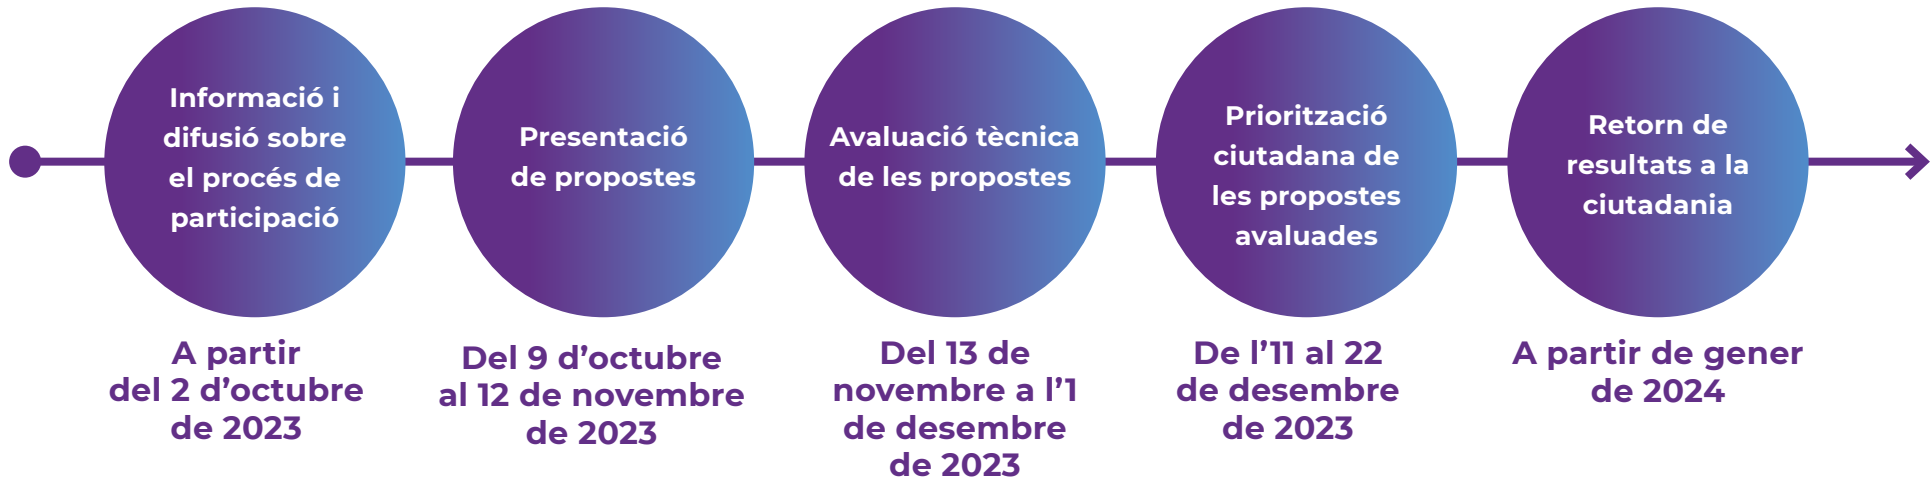 Informació i
difusió sobre
el procés de
participació
A partir
del 2 d’octubre
de 2023
Presentació
de propostes
Del 9 d’octubre
al 12 de novembre
de 2023
Avaluació tècnica
de les propostes
Del 13 de
novembre a l’1
de desembre
de 2023
Priorització
ciutadana de
les propostes
avaluades
De l’11 al 22
de desembre
de 2023
Retorn de
resultats a la
ciutadania
A partir de gener
de 2024